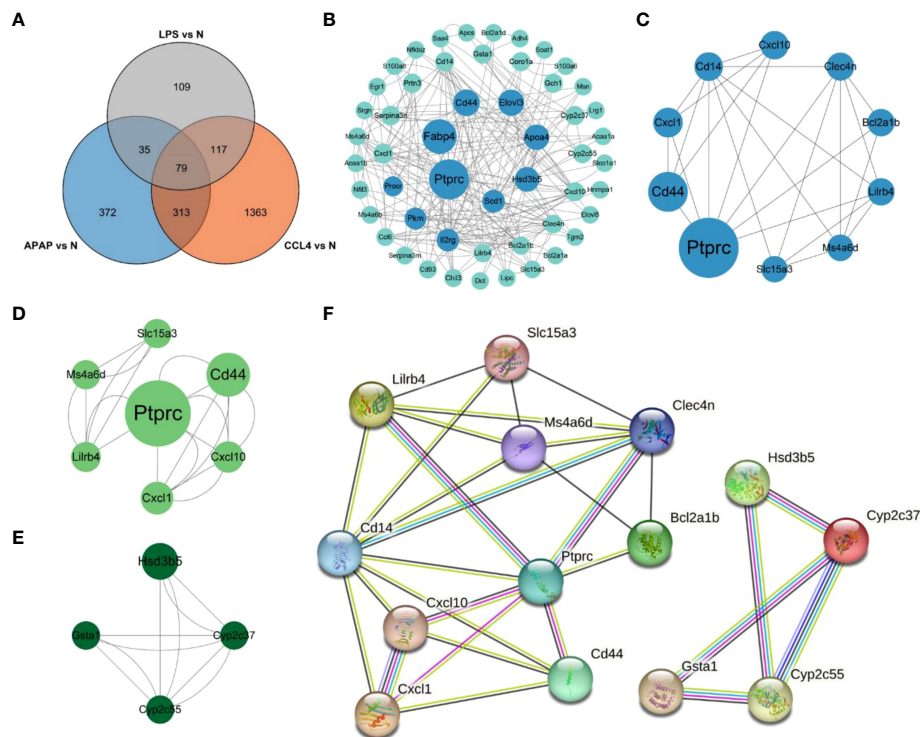 A
LPS vs N
109
35
117
79
372
313
1363
APAP vs N
CCL4 vs N
B
Saa4
Apcs
Bcl2a1d
Adh4
Nfkbiz
Cd14
Gsta1
Coro1a
Soat1
S100a8
Prtn3
Gch1
Egr1
Msn
Srgn
Serpina3n
Cd44
Elovl3
Cyp2c37
Lrg1
Ms4a6d
Cxcl1
Fabp4
Apoa4
Acaa1a
Acaa1b
Cyp2c55
Ptprc
Hsd3b5
Slco1a1
Nfil3
Procr
Scd1
Cxcl10
Hnrnpa1
Ms4a6b
Pkm
Il2rg
Clec4n
Elovl5
Ccl6
Lilrb4
Bcl2a1b
Tgm2
Serpina3m
Cd93
Chil3
Dct
Lipc
Slc15a3
Bcl2a1a
C
Cxcl10
Cd14
Clec4n
Cxcl1
Bcl2a1b
Cd44
Lilrb4
Ptprc
Ms4a6d
Slc15a3
D
Slc15a3
Ms4a6d
Cd44
Ptprc
Lilrb4
Cxcl10
Cxcl1
E
Hsd3b5
Gsta1
Cyp2c37
Cyp2c55
F
Slc15a3
Lilrb4
Clec4n
Ms4a6d
Hsd3b5
Cyp2c37
Bcl2a1b
Cd14
Ptprc
Cxcl10
Cd44
Gsta1
Cyp2c55
Cxcl1